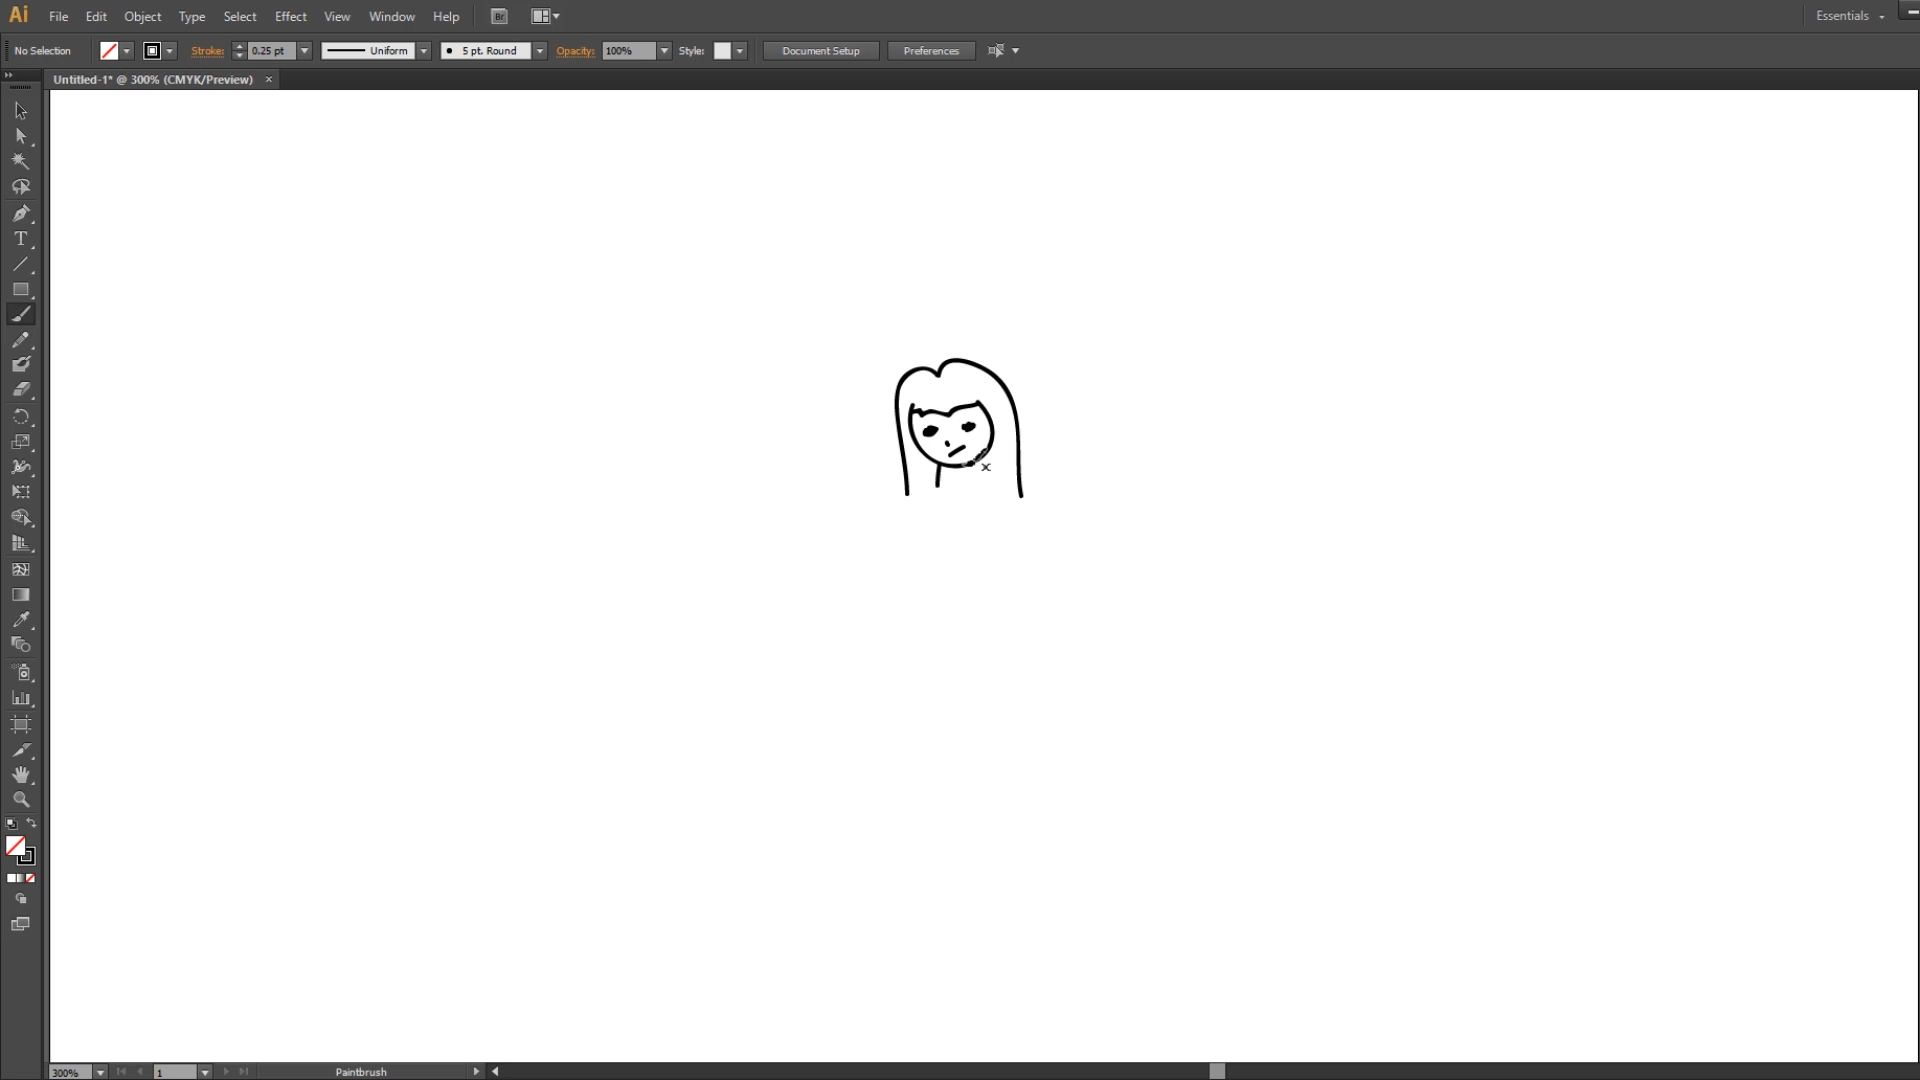 Ai File Edit Object Type Select Effect View Window Help Br Essentials
No Selection Stroke: 0.25 pt Uniform 5 pt. Round Opacity: 100% Style: Document Setup Preferences
Untitled-1* @ 300% (CMYK/Preview) ×
T
300% 1 Paintbrush